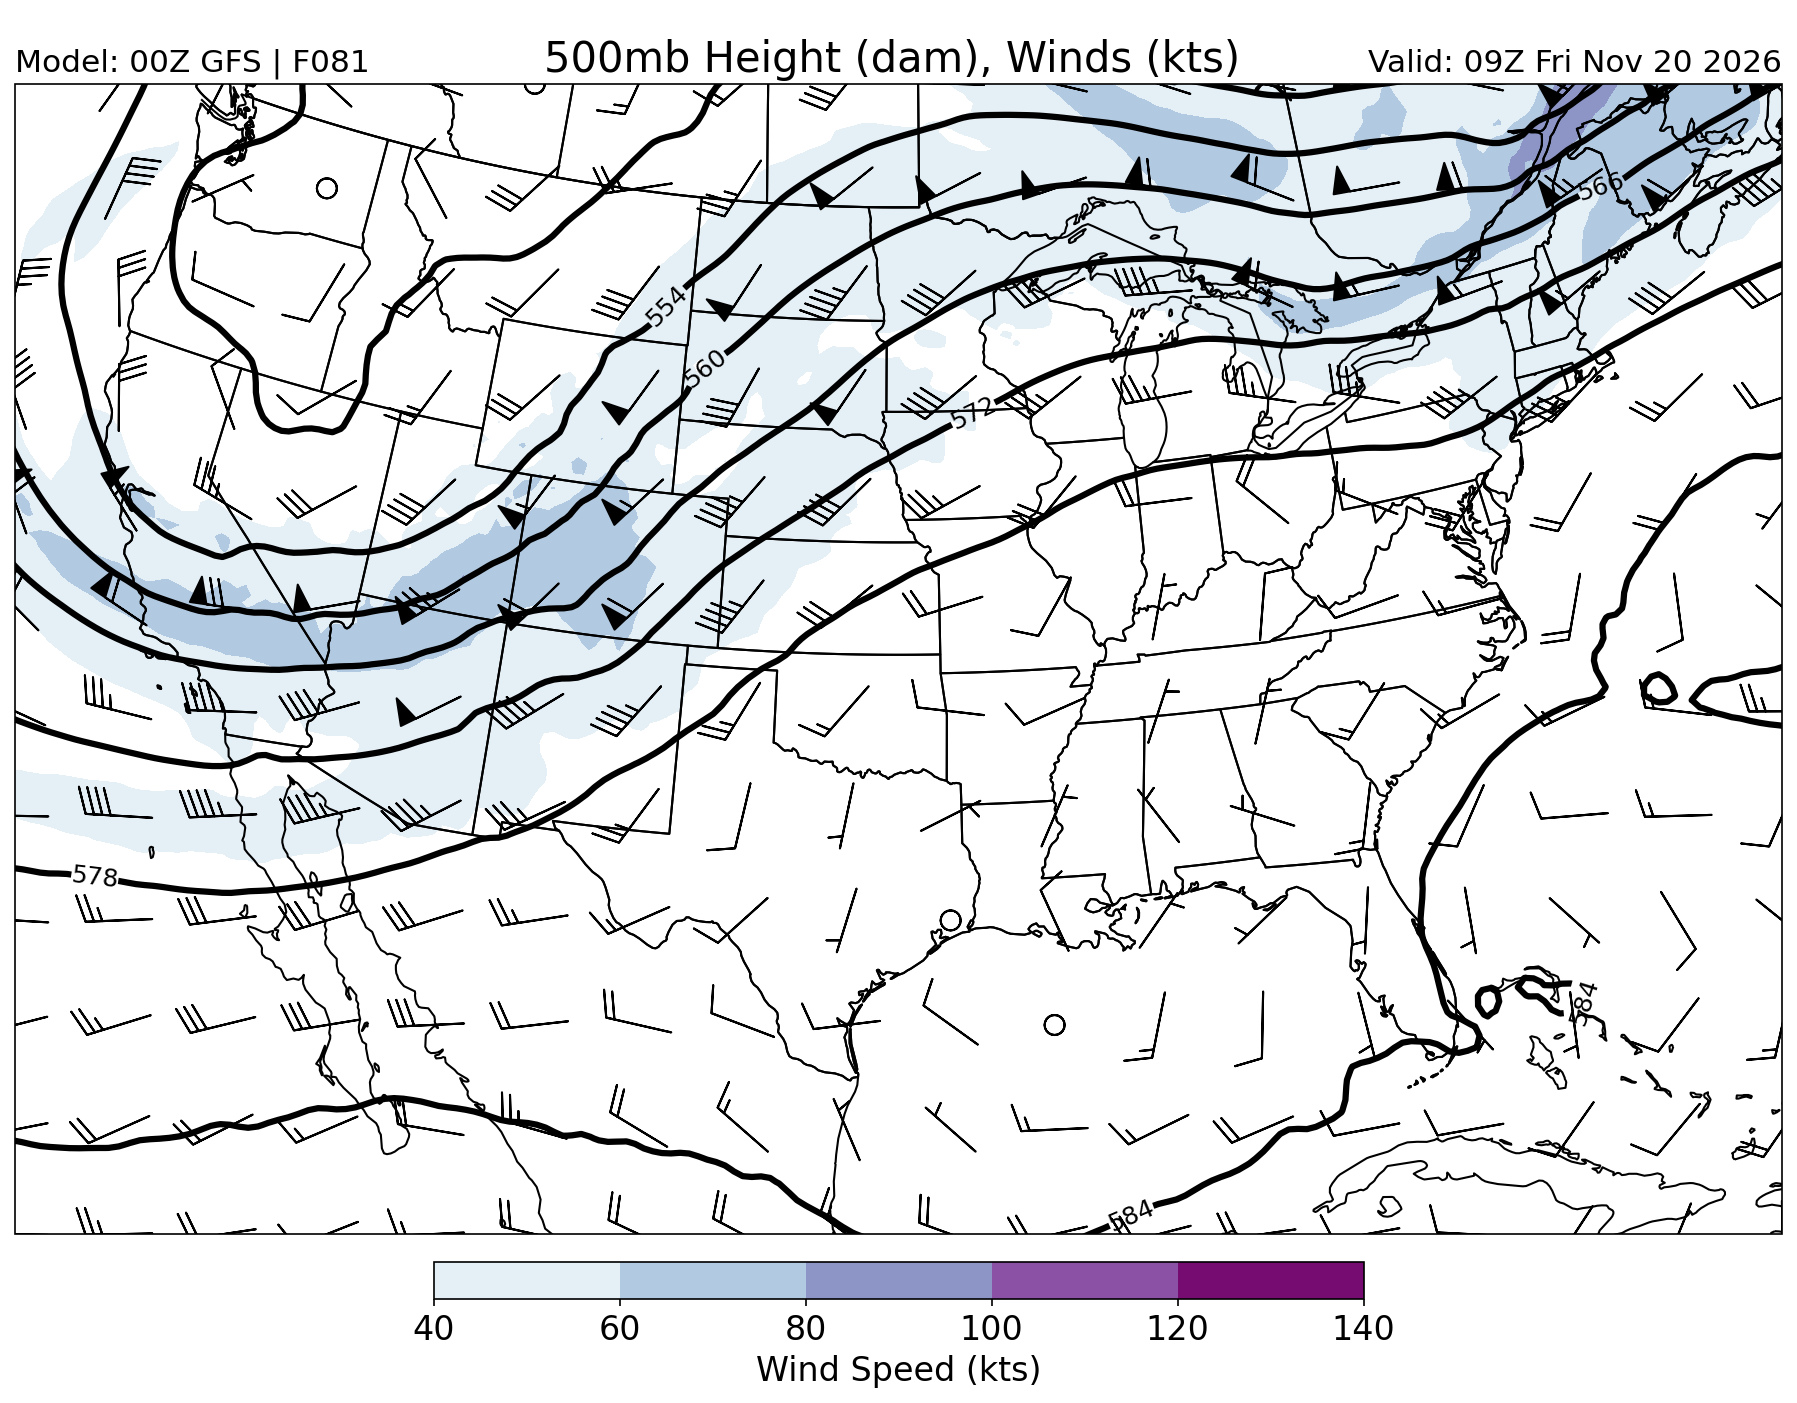 Model: 00Z GFS | F081
500mb Height (dam), Winds (kts)
Valid: 09Z Fri Nov 20 2026
566
554
560
572
578
584
584
40 60 80 100 120 140
Wind Speed (kts)